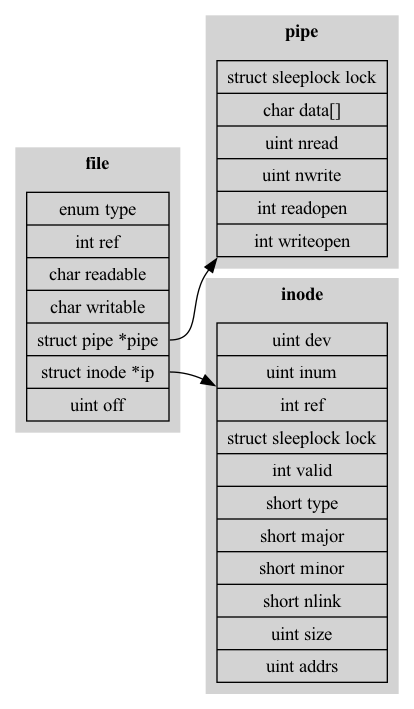 file
enum type
int ref
char readable
char writable
struct pipe *pipe
struct inode *ip
uint off
pipe
struct sleeplock lock
char data[]
uint nread
uint nwrite
int readopen
int writeopen
inode
uint dev
uint inum
int ref
struct sleeplock lock
int valid
short type
short major
short minor
short nlink
uint size
uint addrs